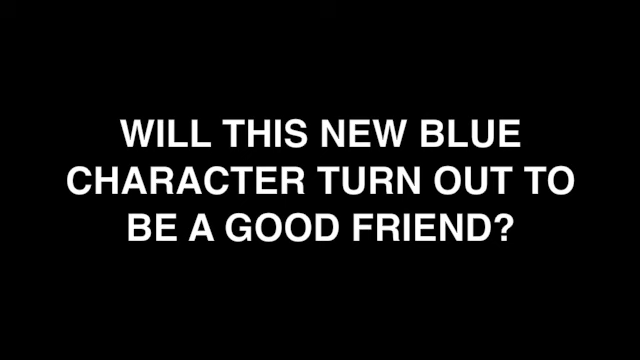 WILL THIS NEW BLUE
CHARACTER TURN OUT TO
BE A GOOD FRIEND?